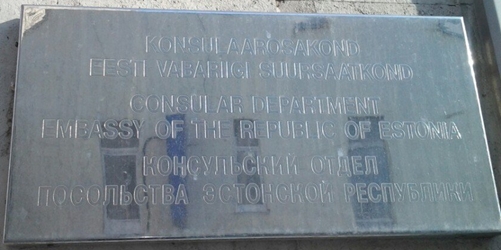 KONSULAAROSAKOND
EESTI VABARIIGI SUURSAATKOND
CONSULAR DEPARTMENT
EMBASSY OF THE REPUBLIC OF ESTONIA
КОНСУЛЬСКИЙ ОТДЕЛ
ПОСОЛЬСТВА ЭСТОНСКОЙ РЕСПУБЛИКИ